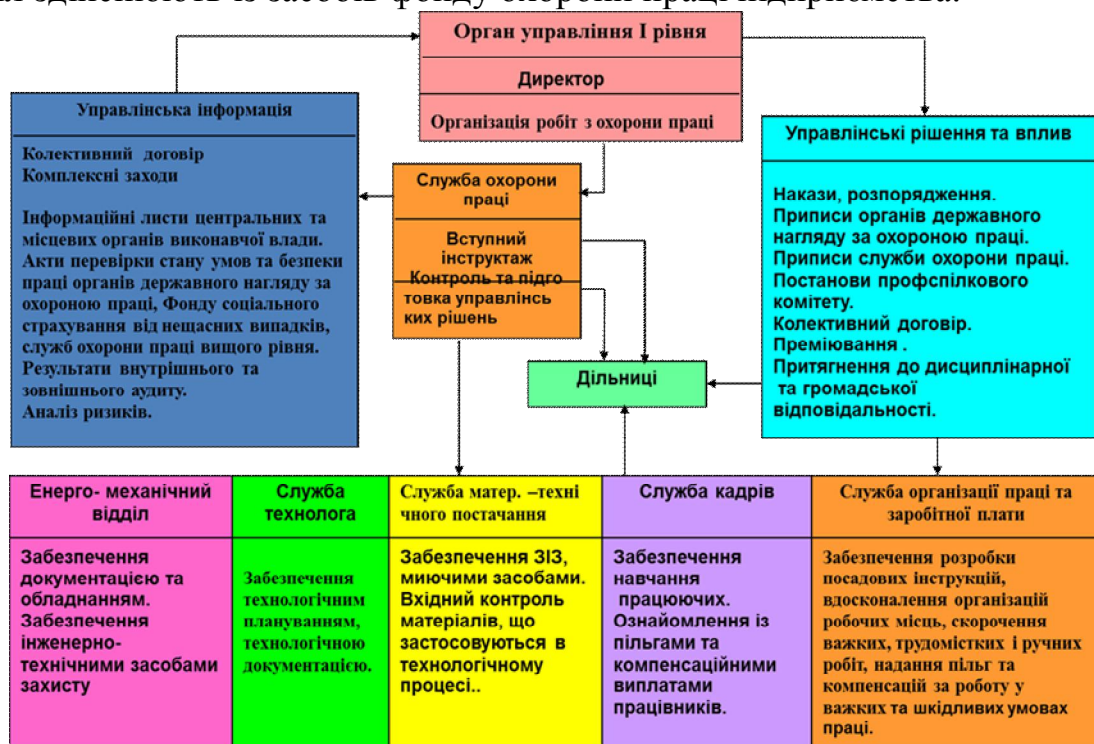 здійснюють із засобів фонду охорони праці підприємства.
Орган управління І рівня
Директор
Організація робіт з охорони праці
Управлінська інформація
Колективний договір
Комплексні заходи
Інформаційні листи центральних та
місцевих органів виконавчої влади.
Акти перевірки стану умов та безпеки
праці органів державного нагляду за
охороною праці, Фонду соціального
страхування від нещасних випадків,
служб охорони праці вищого рівня.
Результати внутрішнього та
зовнішнього аудиту.
Аналіз ризиків.
Служба охорони
праці
Вступний
інструктаж
Контроль та підго
товка управлінсь
ких рішень
Управлінські рішення та вплив
Накази, розпорядження.
Приписи органів державного
нагляду за охороною праці.
Приписи служби охорони праці.
Постанови профспілкового
комітету.
Колективний договір.
Преміювання .
Притягнення до дисциплінарної
та громадської
відповідальності.
Дільниці
Енерго- механічний
відділ
Забезпечення
документацією та
обладнанням.
Забезпечення
інженерно-
технічними засобами
захисту
Служба
технолога
Забезпечення
технологічним
плануванням,
технологічною
документацією.
Служба матер. –техні
чного постачання
Забезпечення ЗІЗ,
миючими засобами.
Вхідний контроль
матеріалів, що
застосовуються в
технологічному
процесі..
Служба кадрів
Забезпечення
навчання
працюючих.
Ознайомлення із
пільгами та
компенсаційними
виплатами
працівників.
Служба організації праці та
заробітної плати
Забезпечення розробки
посадових інструкцій,
вдосконалення організацій
робочих місць, скорочення
важких, трудомістких і ручних
робіт, надання пільг та
компенсацій за роботу у
важких та шкідливих умовах
праці.